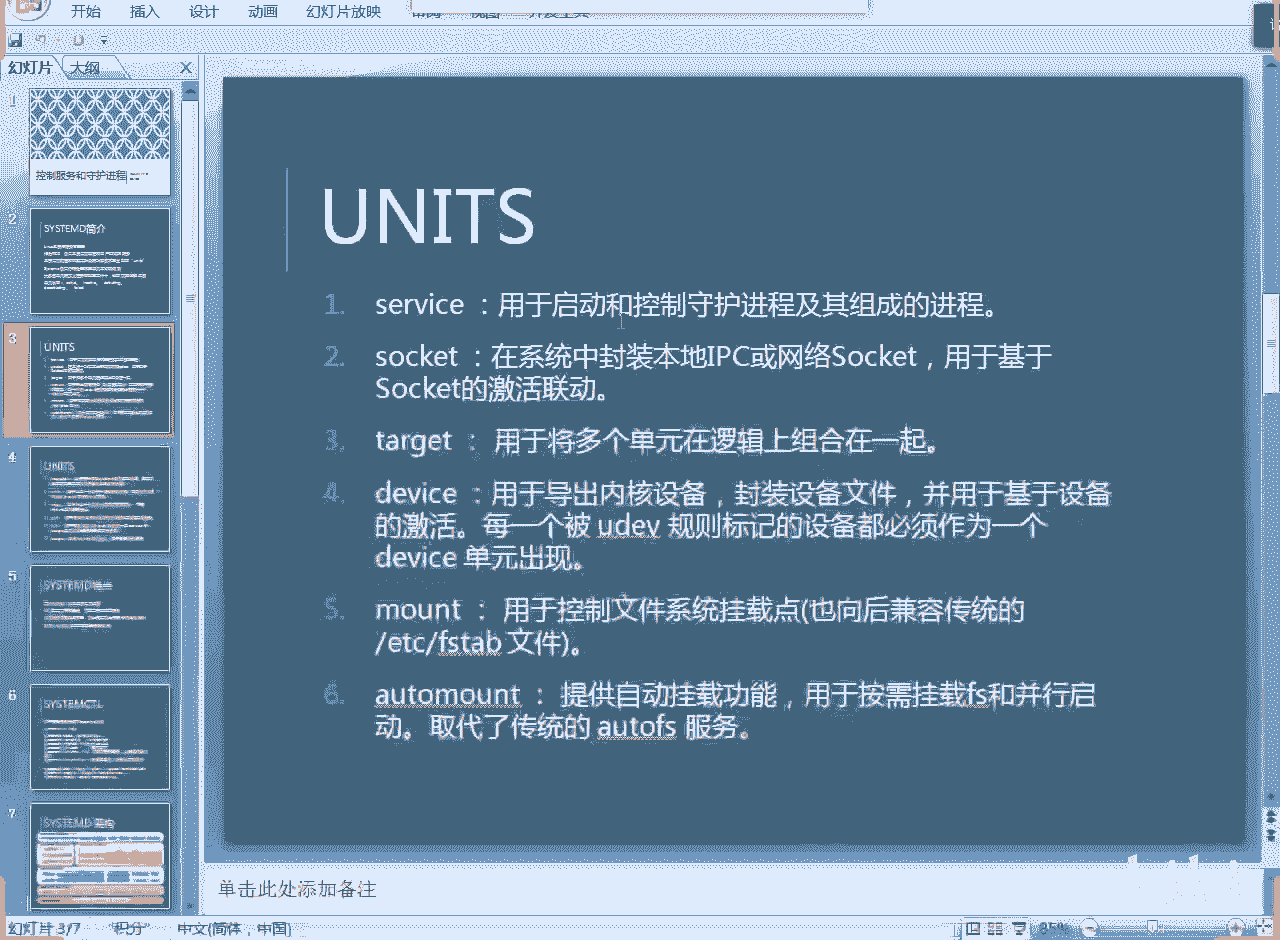 开始 插入 设计 动画 幻灯片放映
幻灯片 大纲
1
控制服务和守护进程
2
SYSTEMD简介
3
UNITS
4
UNITS
5
6
SYSTEMCTL
7
UNITS
1. service ：用于启动和控制守护进程及其组成的进程。
2. socket ：在系统中封装本地IPC或网络Socket，用于基于
Socket的激活联动。
3. target ： 用于将多个单元在逻辑上组合在一起。
4. device ：用于导出内核设备，封装设备文件，并用于基于设备
的激活。每一个被 udev 规则标记的设备都必须作为一个
device 单元出现。
5. mount ： 用于控制文件系统挂载点(也向后兼容传统的
/etc/fstab 文件)。
6. automount ： 提供自动挂载功能，用于按需挂载fs和并行启
动。取代了传统的 autofs 服务。
单击此处添加备注
幻灯片 3/7 "积分" 中文(简体，中国)
85%